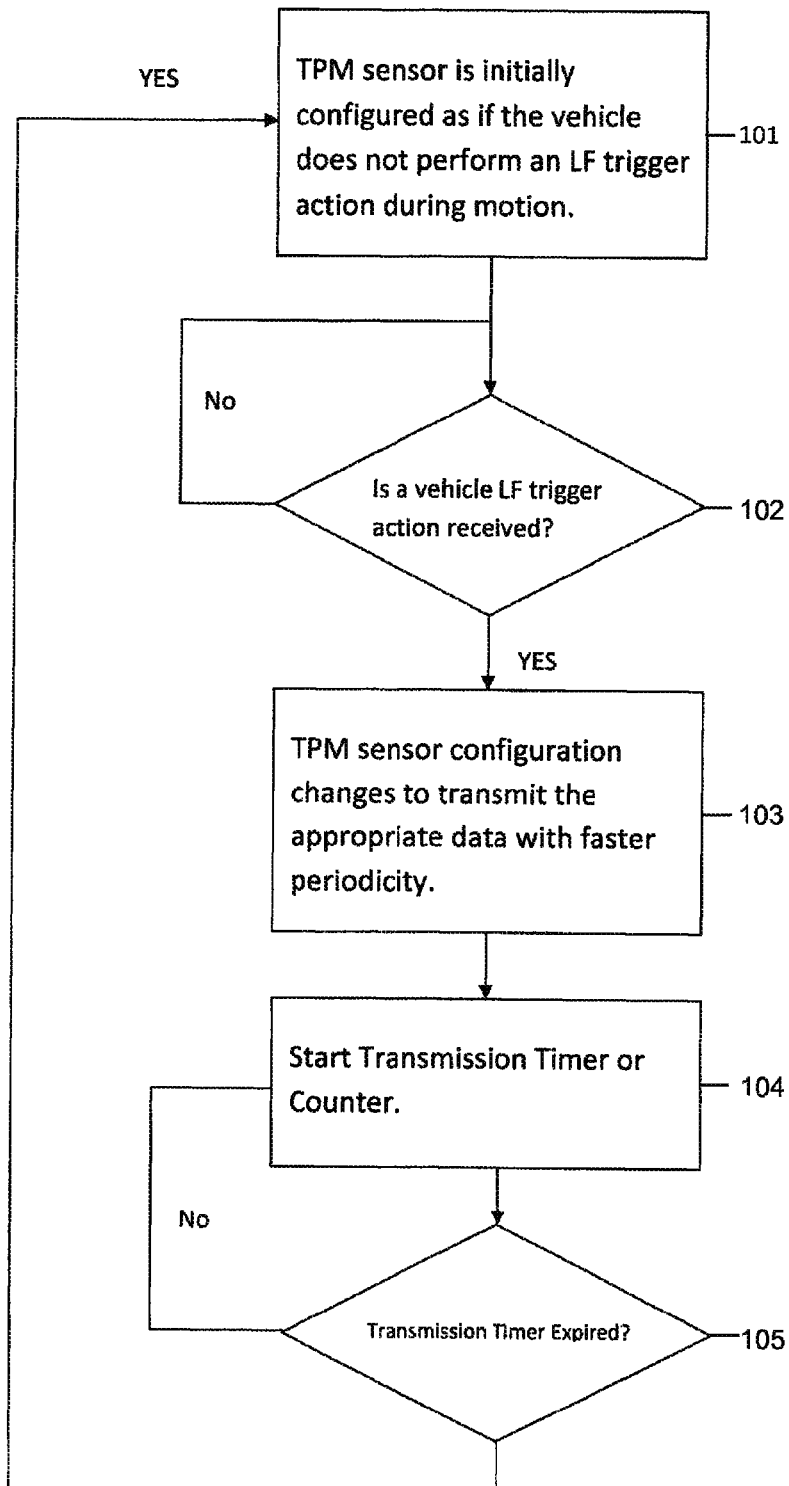 YES
TPM sensor is initially
configured as if the vehicle
does not perform an LF trigger
action during motion.
101
No
Is a vehicle LF trigger
action received?
102
YES
TPM sensor configuration
changes to transmit the
appropriate data with faster
periodicity.
103
Start Transmission Timer or
Counter.
104
No
Transmission Timer Expired?
105